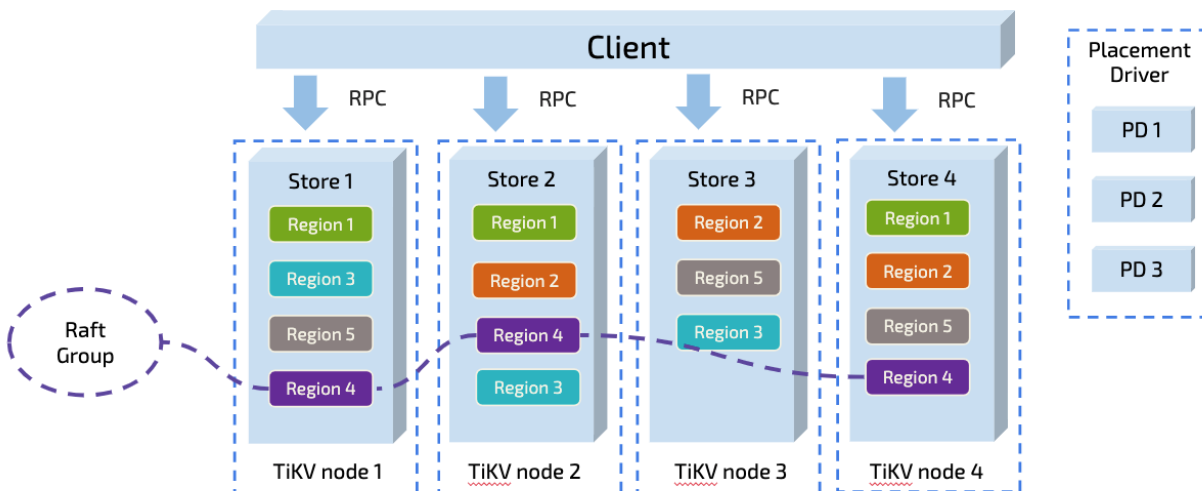 Client
RPC
RPC
RPC
RPC
Placement
Driver
PD 1
PD 2
PD 3
Store 1
Region 1
Region 3
Region 5
Region 4
TiKV node 1
Store 2
Region 1
Region 2
Region 4
Region 3
TiKV node 2
Store 3
Region 2
Region 5
Region 3
TiKV node 3
Store 4
Region 1
Region 2
Region 5
Region 4
TiKV node 4
Raft
Group